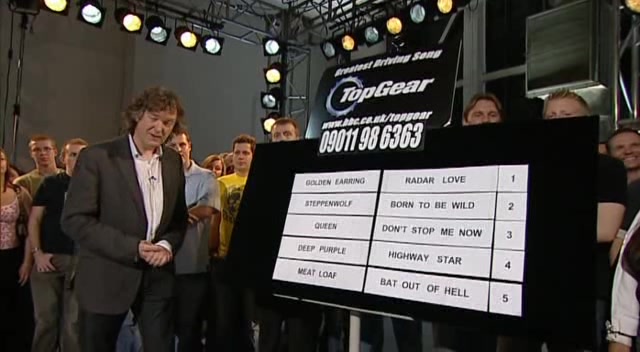 Greatest Driving Song
TopGear
www.bbc.co.uk/topgear
09011 98 6363
GOLDEN EARRING RADAR LOVE 1
STEPPENWOLF BORN TO BE WILD 2
QUEEN DON'T STOP ME NOW 3
DEEP PURPLE HIGHWAY STAR 4
MEAT LOAF BAT OUT OF HELL 5